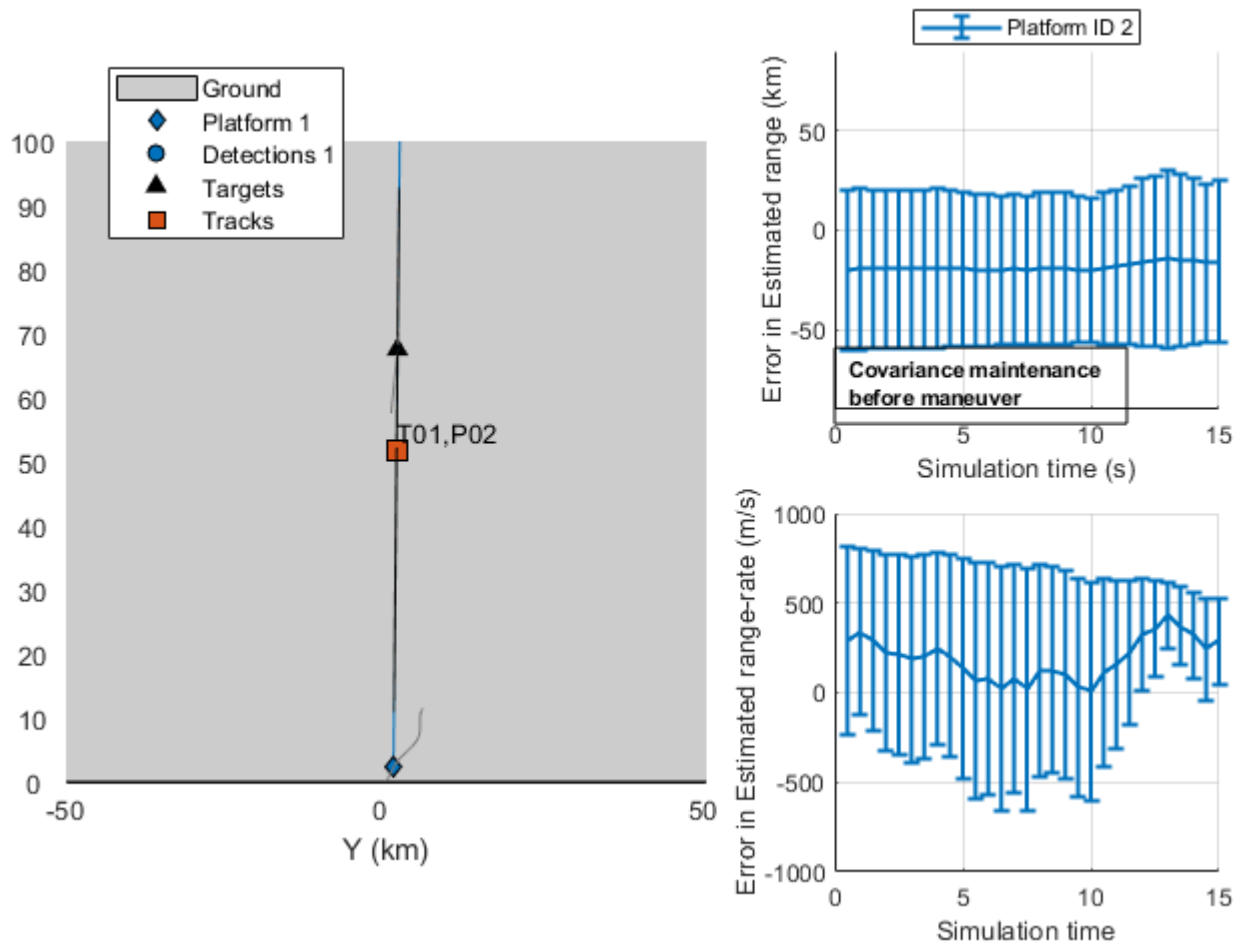 Ground
Platform 1
Detections 1
Targets
Tracks
100
90
80
70
60
50
40
30
20
10
0
T01,P02
-50
0
50
Y (km)
Platform ID 2
Error in Estimated range (km)
50
0
-50
Covariance maintenance
before maneuver
0
5
10
15
Simulation time (s)
Error in Estimated range-rate (m/s)
1000
500
0
-500
-1000
0
5
10
15
Simulation time